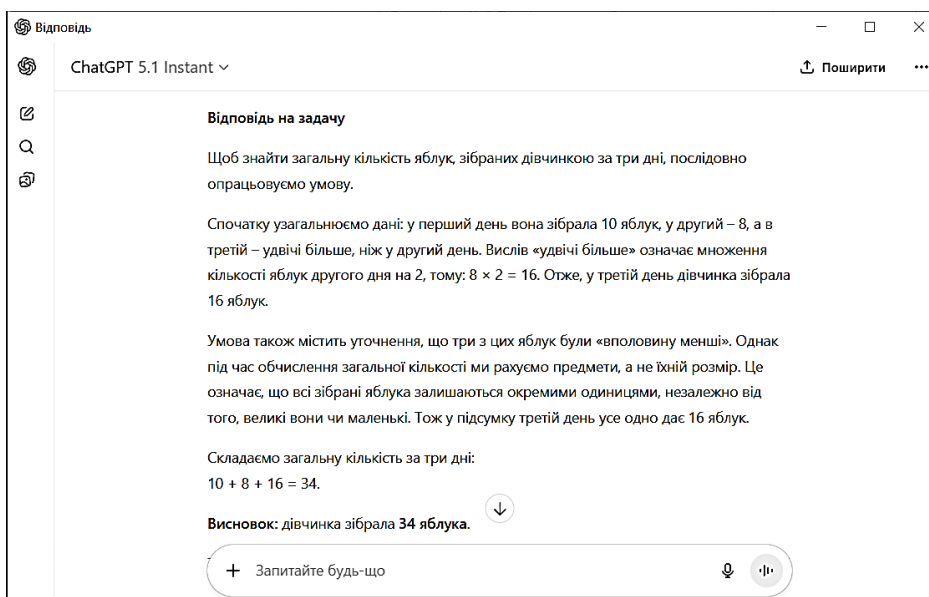 Відповідь
ChatGPT 5.1 Instant
Поширити
Відповідь на задачу
Щоб знайти загальну кількість яблук, зібраних дівчинкою за три дні, послідовно
опрацьовуємо умову.
Спочатку узагальнюємо дані: у перший день вона зібрала 10 яблук, у другий – 8, а в
третій – удвічі більше, ніж у другий день. Вислів «удвічі більше» означає множення
кількості яблук другого дня на 2, тому: 8 × 2 = 16. Отже, у третій день дівчинка зібрала
16 яблук.
Умова також містить уточнення, що три з цих яблук були «вполовину менші». Однак
під час обчислення загальної кількості ми рахуємо предмети, а не їхній розмір. Це
означає, що всі зібрані яблука залишаються окремими одиницями, незалежно від
того, великі вони чи маленькі. Тож у підсумку третій день усе одно дає 16 яблук.
Складаємо загальну кількість за три дні:
10 + 8 + 16 = 34.
Висновок: дівчинка зібрала 34 яблука.
Запитайте будь-що